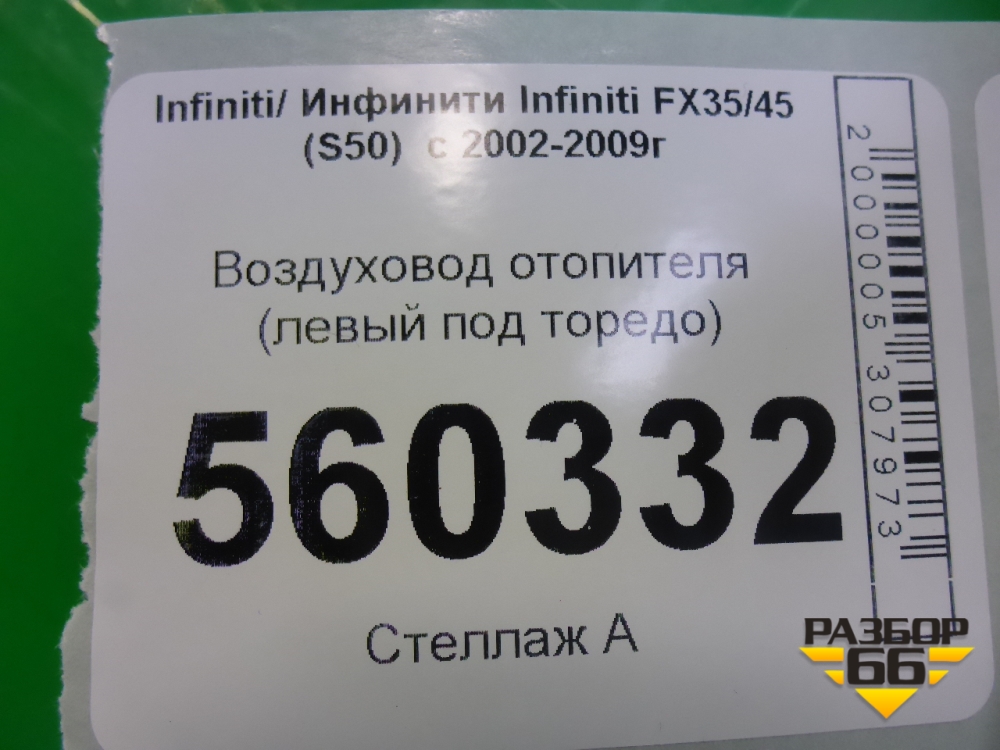 Infiniti/ Инфинити Infiniti FX35/45
(S50) с 2002-2009г
Воздуховод отопителя
(левый под торедо)
560332
Стеллаж А
2000005307973
РАЗБОР
66